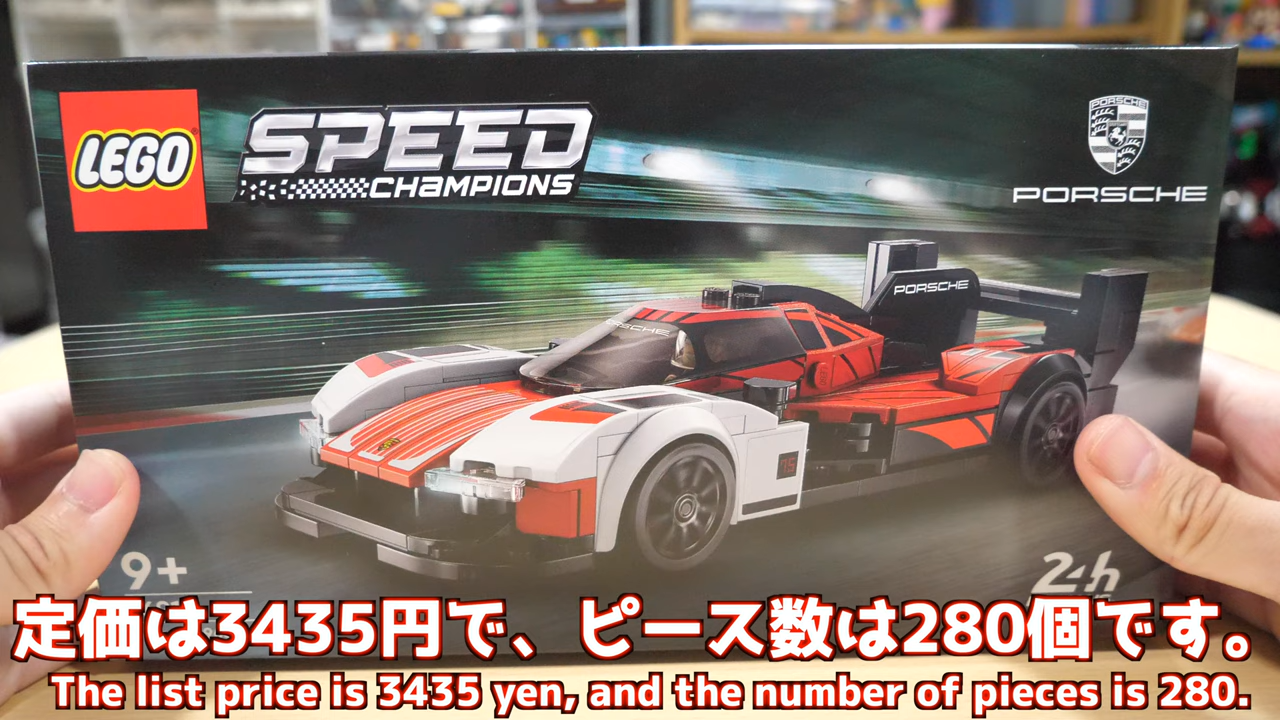 LEGO
SPEED
CHAMPIONS
PORSCHE
PORSCHE
PORSCHE
9+
24h
定価は3435円で、ピース数は280個です。
The list price is 3435 yen, and the number of pieces is 280.